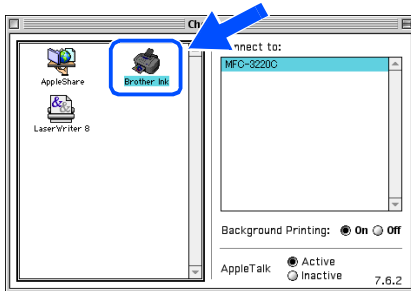 Ch
nnect to:
AppleShare
Brother Ink
MFC-3220C
LaserWriter 8
Background Printing: On Off
AppleTalk
Active
Inactive
7.6.2